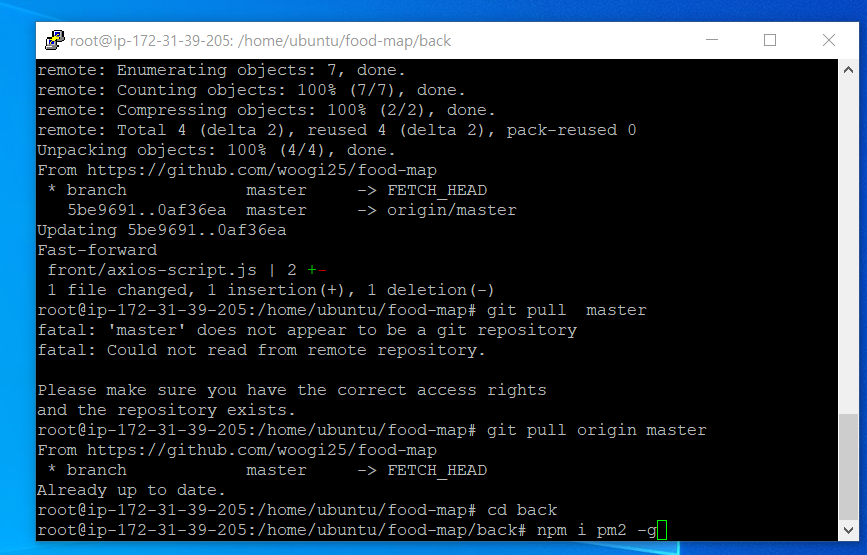 root@ip-172-31-39-205: /home/ubuntu/food-map/back
remote: Enumerating objects: 7, done.
remote: Counting objects: 100% (7/7), done.
remote: Compressing objects: 100% (2/2), done.
remote: Total 4 (delta 2), reused 4 (delta 2), pack-reused 0
Unpacking objects: 100% (4/4), done.
From https://github.com/woogi25/food-map
 * branch            master     -> FETCH_HEAD
   5be9691..0af36ea  master     -> origin/master
Updating 5be9691..0af36ea
Fast-forward
 front/axios-script.js | 2 +-
 1 file changed, 1 insertion(+), 1 deletion(-)
root@ip-172-31-39-205:/home/ubuntu/food-map# git pull  master
fatal: 'master' does not appear to be a git repository
fatal: Could not read from remote repository.

Please make sure you have the correct access rights
and the repository exists.
root@ip-172-31-39-205:/home/ubuntu/food-map# git pull origin master
From https://github.com/woogi25/food-map
 * branch            master     -> FETCH_HEAD
Already up to date.
root@ip-172-31-39-205:/home/ubuntu/food-map# cd back
root@ip-172-31-39-205:/home/ubuntu/food-map/back# npm i pm2 -g